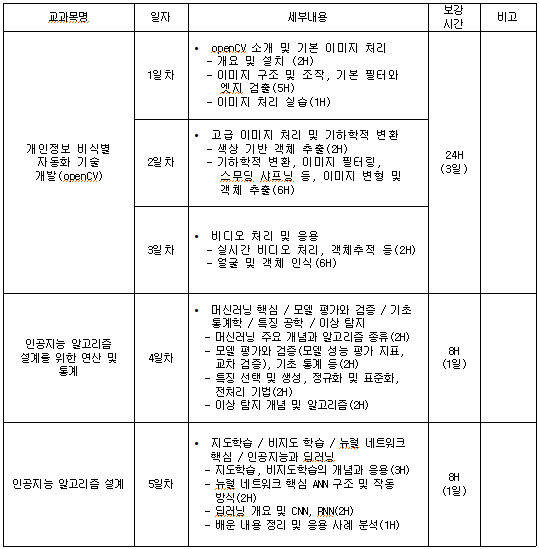 교과목명 일자 세부내용 보강 시간 비고
개인정보 비식별
자동화 기술
개발(openCV)
1일차
• openCV 소개 및 기본 이미지 처리
- 개요 및 설치 (2H)
- 이미지 구조 및 조작, 기본 필터와
엣지 검출(5H)
- 이미지 처리 실습(1H)
2일차
• 고급 이미지 처리 및 기하학적 변환
- 색상 기반 객체 추출(2H)
- 기하학적 변환, 이미지 필터링,
스무딩 샤프닝 등, 이미지 변형 및
객체 추출(6H)
3일차
• 비디오 처리 및 응용
- 실시간 비디오 처리, 객체추적 등(2H)
- 얼굴 및 객체 인식(6H)
24H
(3일)
인공지능 알고리즘
설계를 위한 연산 및
통계
4일차
• 머신러닝 핵심 / 모델 평가와 검증 / 기초
통계학 / 특징 공학 / 이상 탐지
- 머신러닝 주요 개념과 알고리즘 종류(2H)
- 모델 평가와 검증(모델 성능 평가 지표,
교차 검증), 기초 통계 등(2H)
- 특징 선택 및 생성, 정규화 및 표준화,
전처리 기법(2H)
- 이상 탐지 개념 및 알고리즘(2H)
8H
(1일)
인공지능 알고리즘 설계
5일차
• 지도학습 / 비지도 학습 / 뉴럴 네트워크
핵심 / 인공지능과 딥러닝
- 지도학습, 비지도학습의 개념과 응용(3H)
- 뉴럴 네트워크 핵심 ANN 구조 및 작동
방식(2H)
- 딥러닝 개요 및 CNN, RNN(2H)
- 배운 내용 정리 및 응용 사례 분석(1H)
8H
(1일)